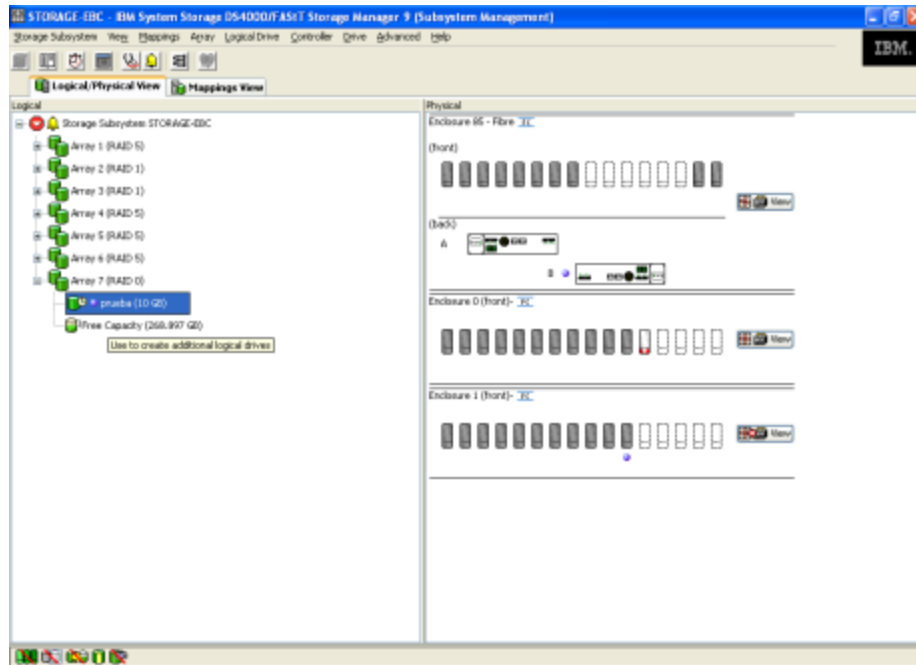 STORAGE-EBC - IBM System Storage DS4000/FAStT Storage Manager 9 (Subsystem Management)
Storage Subsystem View Mappings Array Logical Drive Controller Drive Advanced Help
IBM.
Logical/Physical View Mappings View
Logical
Physical
Storage Subsystem STORAGE-EBC
Array 1 (RAID 5)
Array 2 (RAID 1)
Array 3 (RAID 1)
Array 4 (RAID 5)
Array 5 (RAID 5)
Array 6 (RAID 5)
Array 7 (RAID 0)
prueba (10 GB)
Free Capacity (268.897 GB)
Use to create additional logical drives
Enclosure 85 - Fibre FC
(front)
View
(back)
A
B
Enclosure 0 (front)- FC
View
Enclosure 1 (front)- FC
View